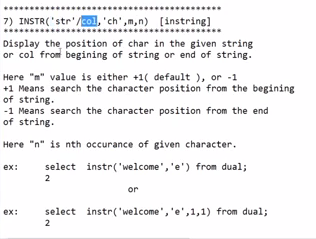 ****************************************
7) INSTR('str'/col,'ch',m,n)  [instring]
****************************************
Display the position of char in the given string
or col from begining of string or end of string.
Here "m" value is either +1( default ), or -1
+1 Means search the character position from the begining
of string.
-1 Means search the character position from the end
of string.
Here "n" is nth occurance of given character.
ex:    select  instr('welcome','e') from dual;
2
or
ex:    select  instr('welcome','e',1,1) from dual;
2